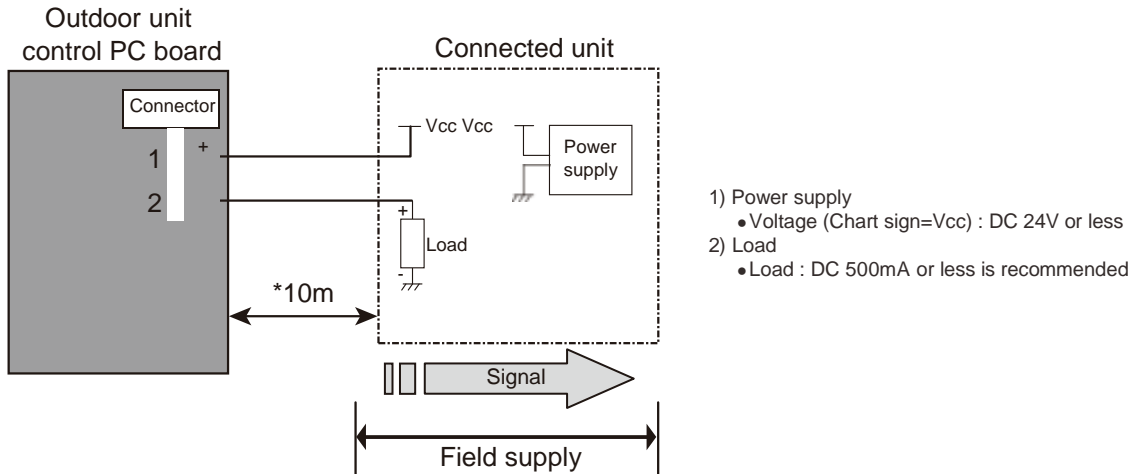 Outdoor unit
control PC board
Connector
1
+
2
Connected unit
Vcc Vcc
Power
supply
+
Load
-
*10m
Signal
Field supply
1) Power supply
●Voltage (Chart sign=Vcc) : DC 24V or less
2) Load
●Load : DC 500mA or less is recommended